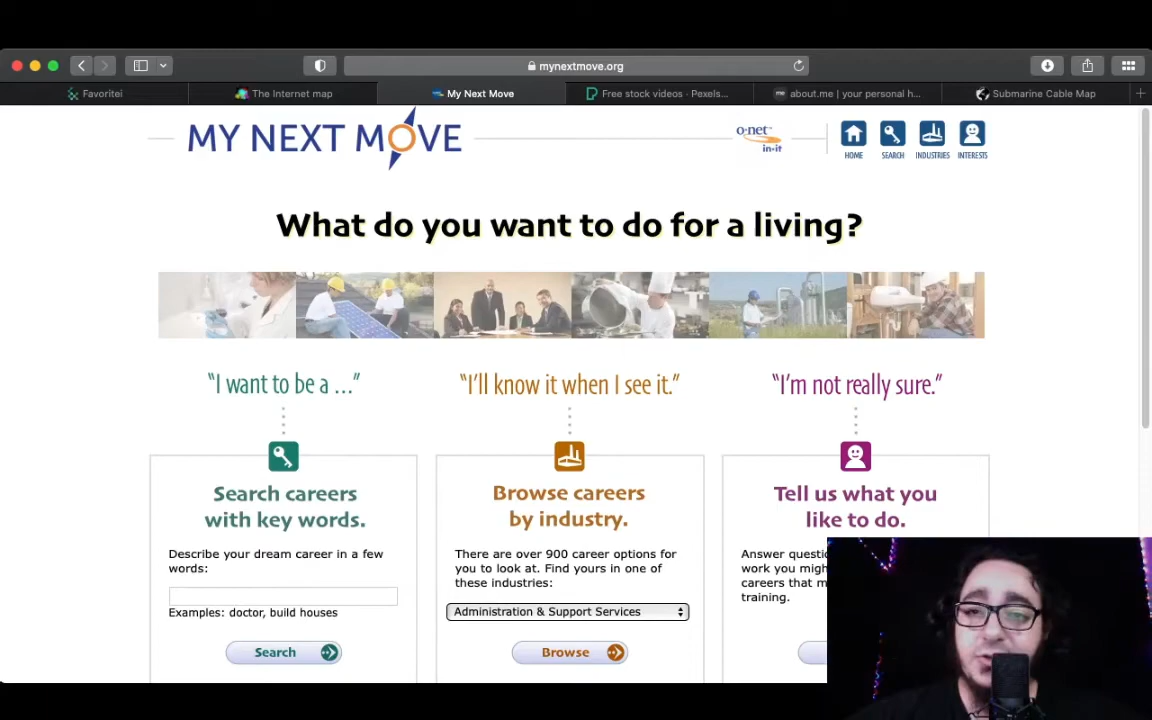 mynextmove.org
Favoritei
The Internet map
My Next Move
Free stock videos · Pexels...
about.me | your personal h...
Submarine Cable Map
MY NEXT MOVE
o·net™
in·it
HOME
SEARCH
INDUSTRIES
INTERESTS
What do you want to do for a living?
“I want to be a ...”
“I'll know it when I see it.”
“I'm not really sure.”
Search careers
with key words.
Describe your dream career in a few
words:
Examples: doctor, build houses
Search
Browse careers
by industry.
There are over 900 career options for
you to look at. Find yours in one of
these industries:
Administration & Support Services
Browse
Tell us what you
like to do.
Answer questi
work you migh
careers that m
training.